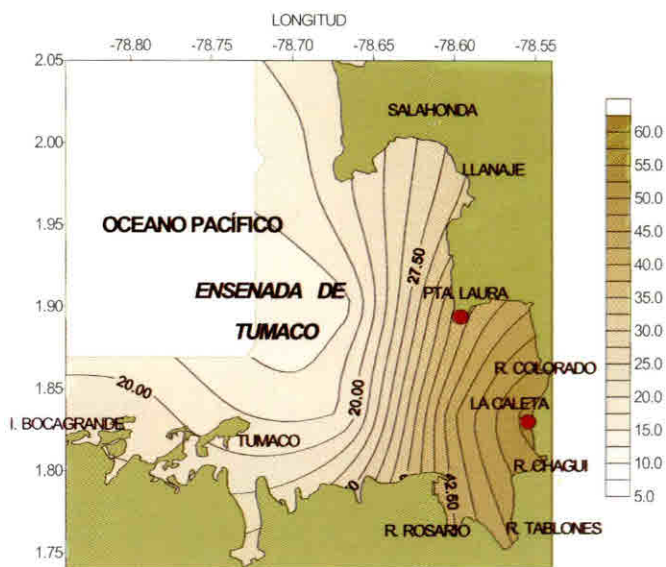 LONGITUD
-78.80 -78.75 -78.70 -78.65 -78.60 -78.55
2.05
2.00
1.95
1.90
1.85
1.80
1.75
SALAHONDA
LLANAJE
OCEANO PACÍFICO
27.50
ENSENADA DE
TUMACO
PTA. LAURA
R. COLORADO
20.00
20.00
LA CALETA
I. BOCAGRANDE
TUMACO
R. CHAGUI
42.50
R. ROSARIO
R. TABLONES
60.0
55.0
50.0
45.0
40.0
35.0
30.0
25.0
20.0
15.0
10.0
5.0